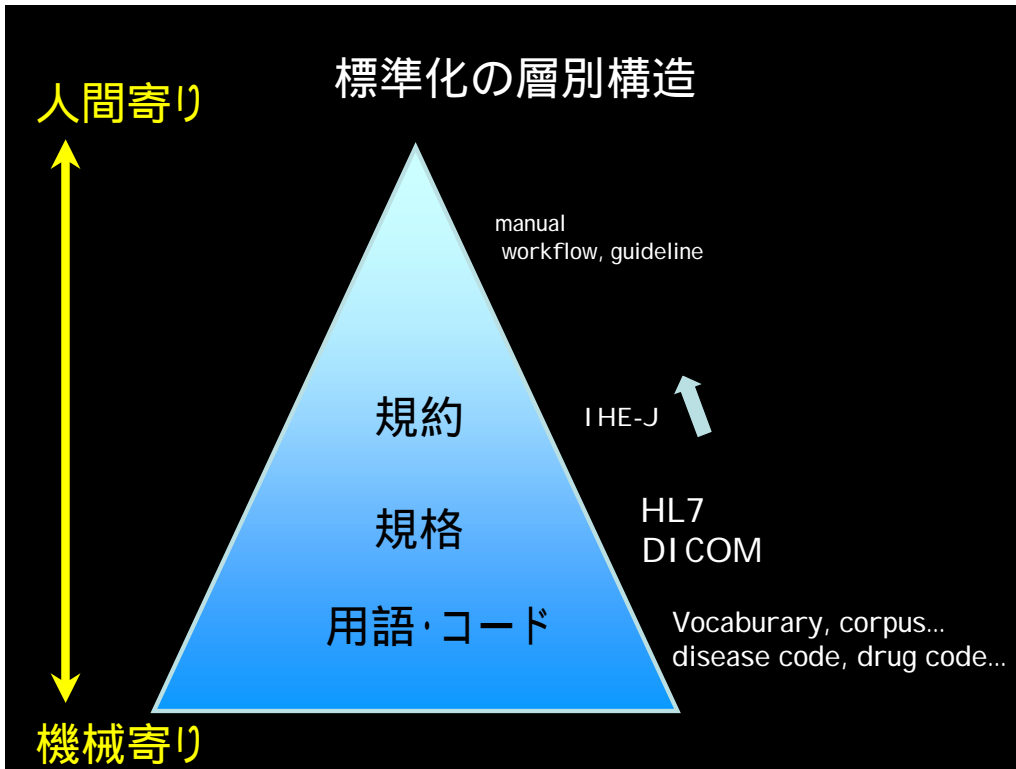 標準化の層別構造
人間寄り
manual
workflow, guideline
規約
IHE-J
規格
HL7
DICOM
用語・コード
Vocaburary, corpus…
disease code, drug code…
機械寄り